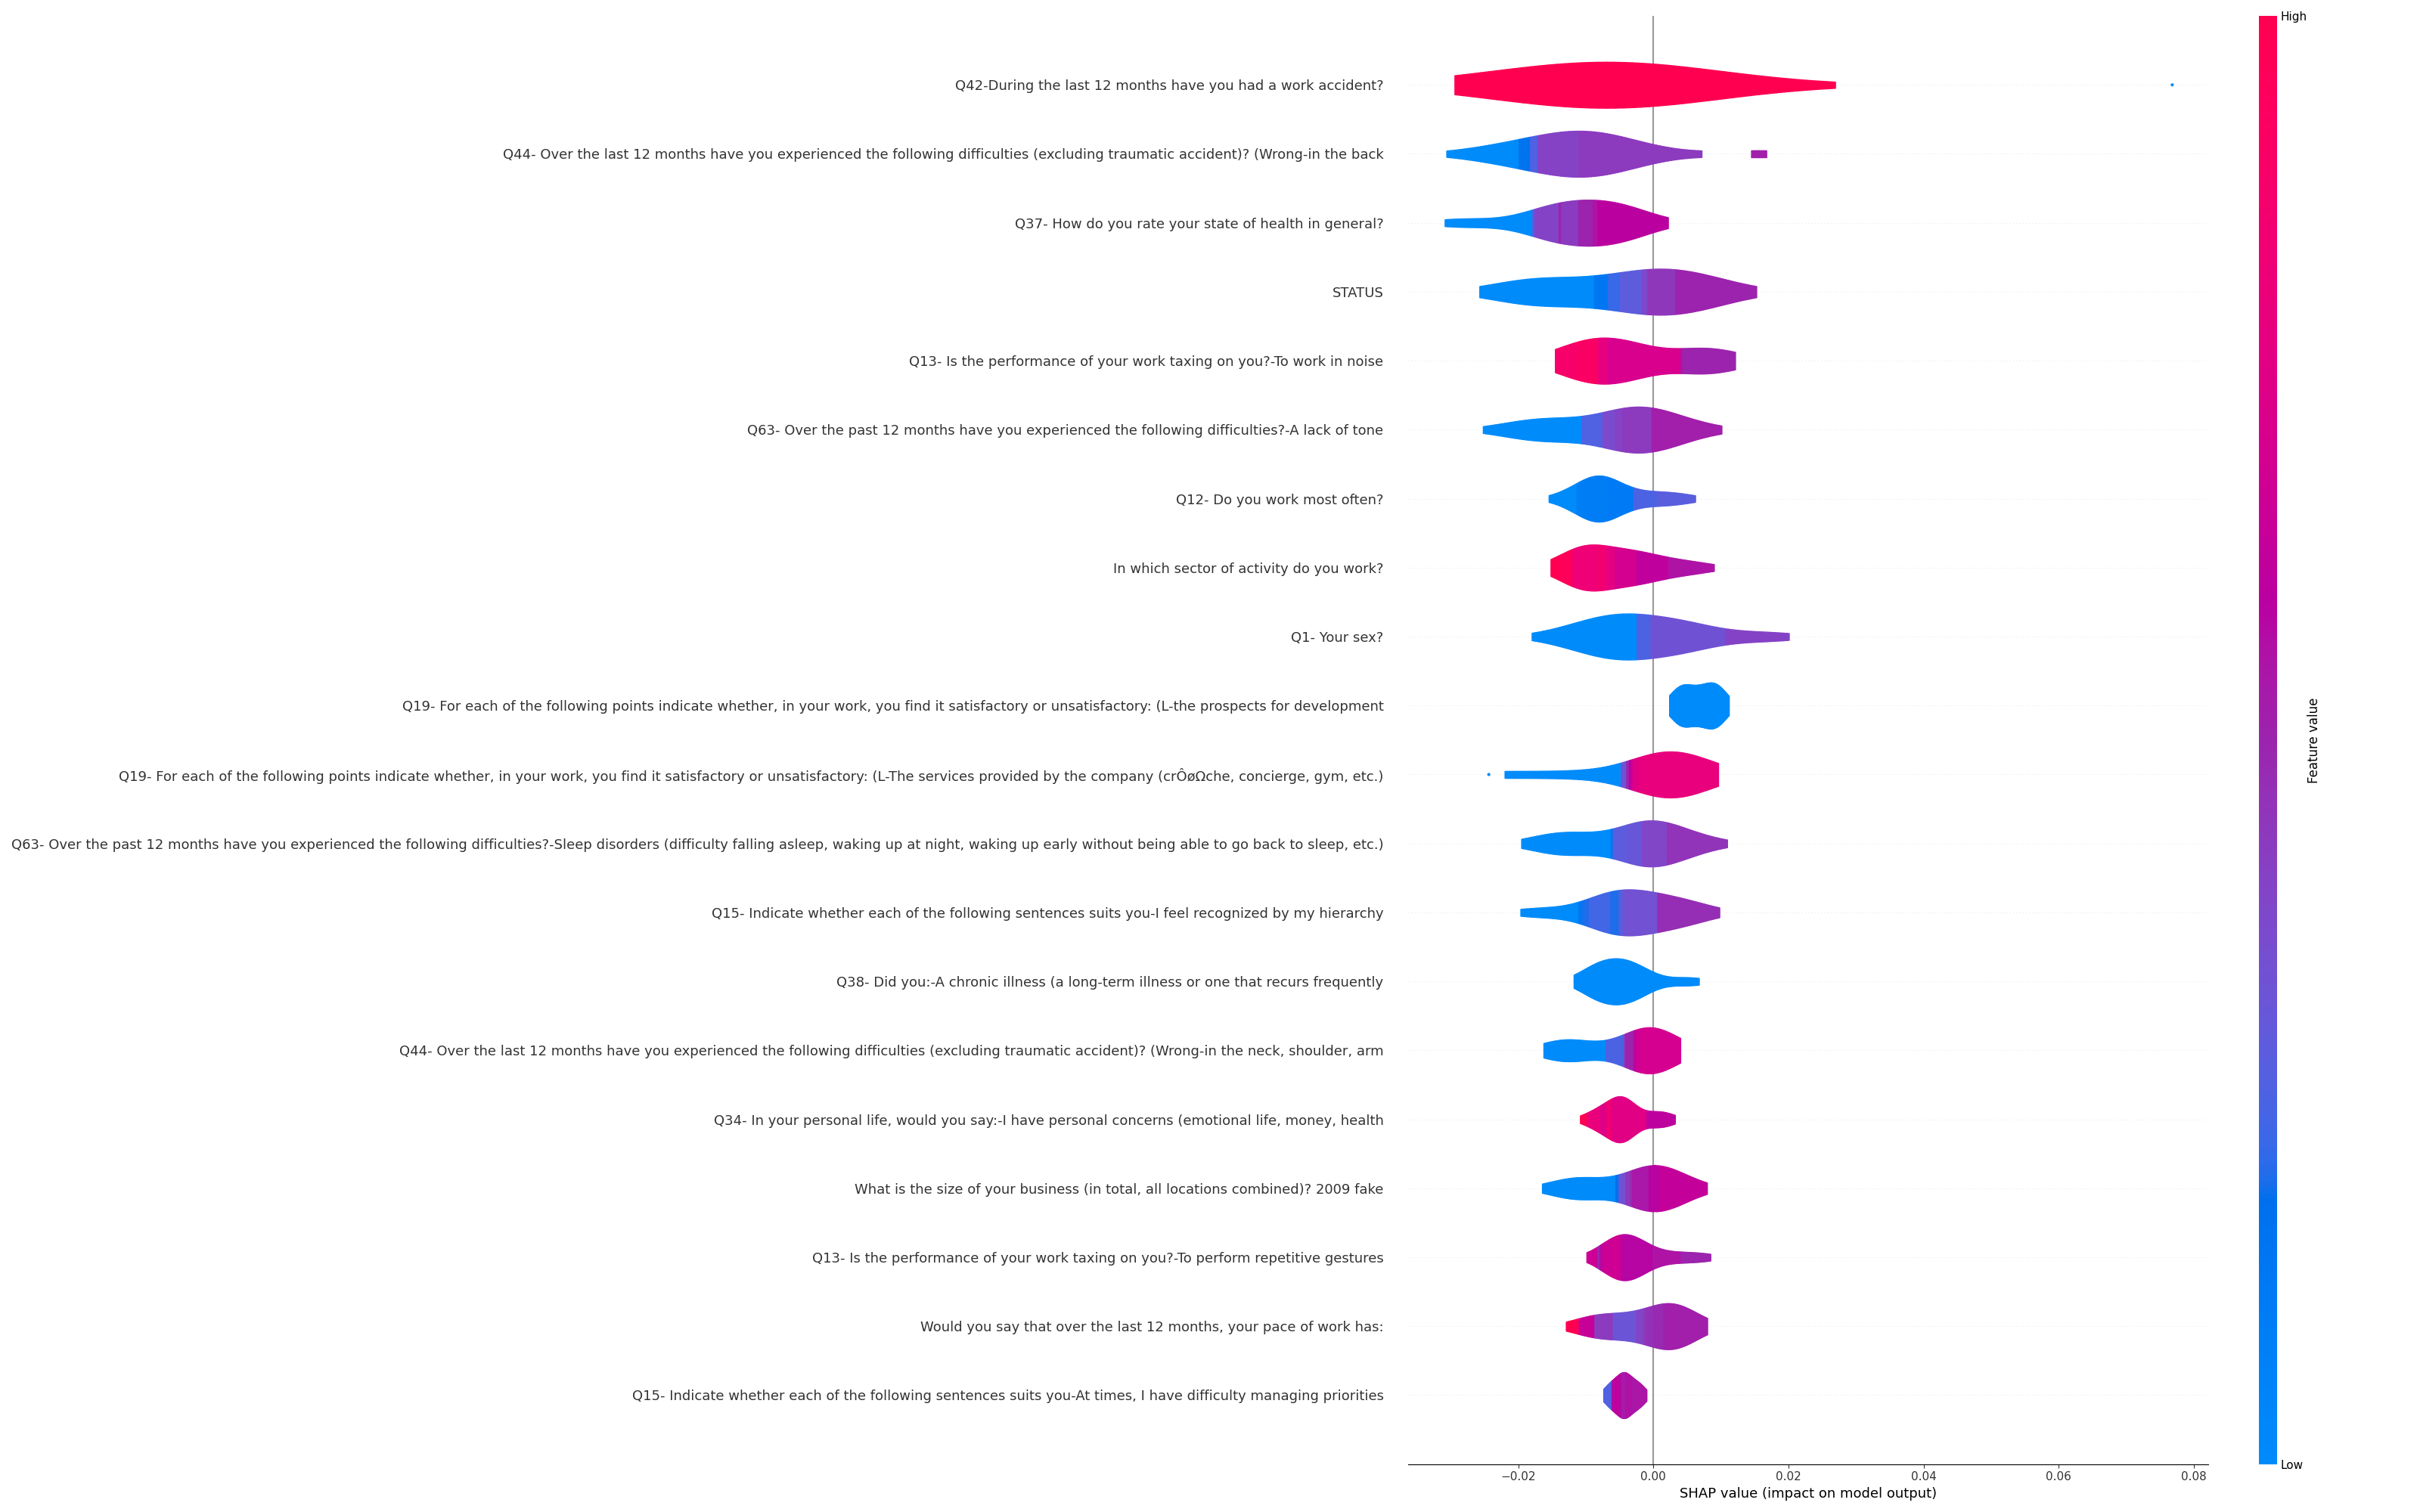 High
Q42-During the last 12 months have you had a work accident?
Q44- Over the last 12 months have you experienced the following difficulties (excluding traumatic accident)? (Wrong-in the back
Q37- How do you rate your state of health in general?
STATUS
Q13- Is the performance of your work taxing on you?-To work in noise
Q63- Over the past 12 months have you experienced the following difficulties?-A lack of tone
Q12- Do you work most often?
In which sector of activity do you work?
Q1- Your sex?
Q19- For each of the following points indicate whether, in your work, you find it satisfactory or unsatisfactory: (L-the prospects for development
Q19- For each of the following points indicate whether, in your work, you find it satisfactory or unsatisfactory: (L-The services provided by the company (crÔøΩche, concierge, gym, etc.)
Q63- Over the past 12 months have you experienced the following difficulties?-Sleep disorders (difficulty falling asleep, waking up at night, waking up early without being able to go back to sleep, etc.)
Q15- Indicate whether each of the following sentences suits you-I feel recognized by my hierarchy
Q38- Did you:-A chronic illness (a long-term illness or one that recurs frequently
Q44- Over the last 12 months have you experienced the following difficulties (excluding traumatic accident)? (Wrong-in the neck, shoulder, arm
Q34- In your personal life, would you say:-I have personal concerns (emotional life, money, health
What is the size of your business (in total, all locations combined)? 2009 fake
Q13- Is the performance of your work taxing on you?-To perform repetitive gestures
Would you say that over the last 12 months, your pace of work has:
Q15- Indicate whether each of the following sentences suits you-At times, I have difficulty managing priorities
Feature value
Low
−0.02 0.00 0.02 0.04 0.06 0.08
SHAP value (impact on model output)